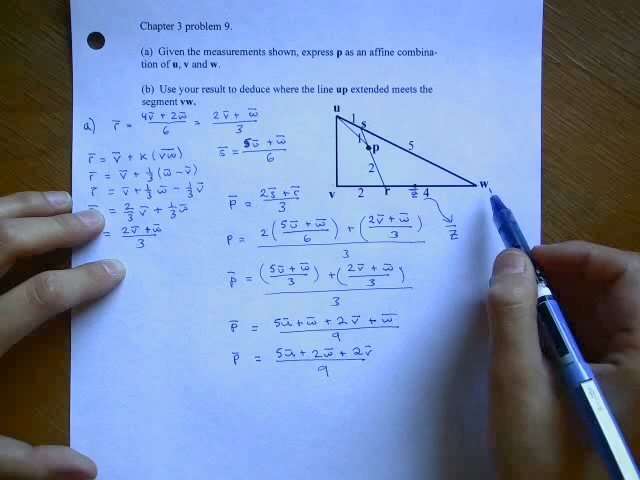 Chapter 3 problem 9.
(a) Given the measurements shown, express p as an affine combina-
tion of u, v and w.
(b) Use your result to deduce where the line up extended meets the
segment vw.
a) r̄ = (4v̄ + 2w̄)/6 = (2v̄ + w̄)/3
s̄ = (5ū + w̄)/6
r̄ = v̄ + k(v̄w̄)
r̄ = v̄ + 1/3(w̄ - v̄)
r̄ = v̄ + 1/3 w̄ - 1/3 v̄
= 2/3 v̄ + 1/3 w̄
= (2v̄ + w̄)/3
p̄ = (2s̄ + r̄)/3
p = (2((5ū + w̄)/6) + ((2v̄ + w̄)/3))/3
p̄ = (((5ū + w̄)/3) + ((2v̄ + w̄)/3))/3
p̄ = (5ū + w̄ + 2v̄ + w̄)/9
p̄ = (5ū + 2w̄ + 2v̄)/9
u
1
s
1
p
5
2
v
2
r
z̄
4
w
z̄